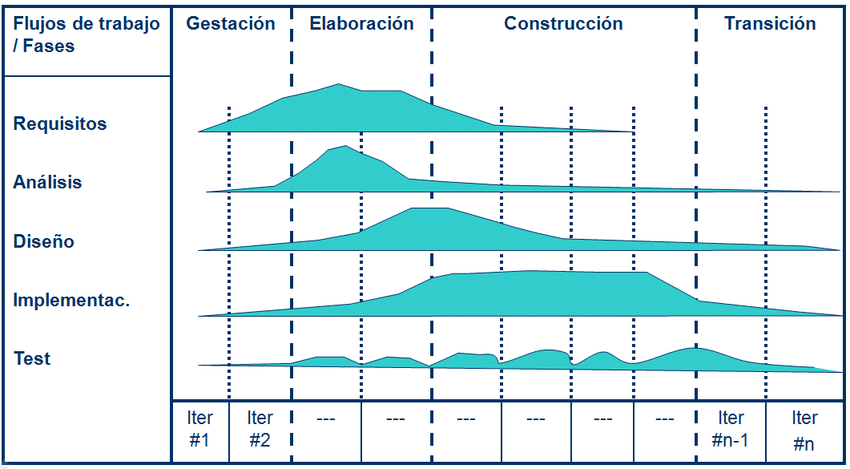 Flujos de trabajo
/ Fases
Gestación
Elaboración
Construcción
Transición
Requisitos
Análisis
Diseño
Implementac.
Test
Iter
#1
Iter
#2
---
---
---
---
---
---
Iter
#n-1
Iter
#n